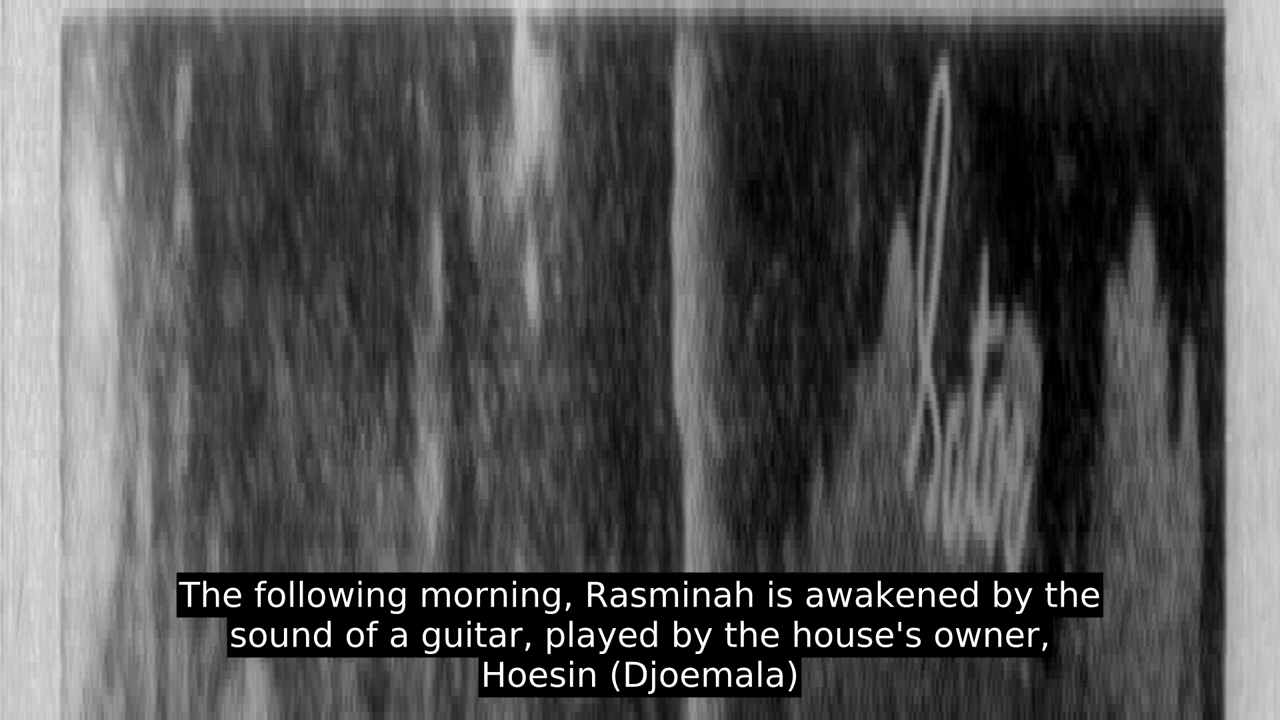 The following morning, Rasminah is awakened by the
sound of a guitar, played by the house's owner,
Hoesin (Djoemala)